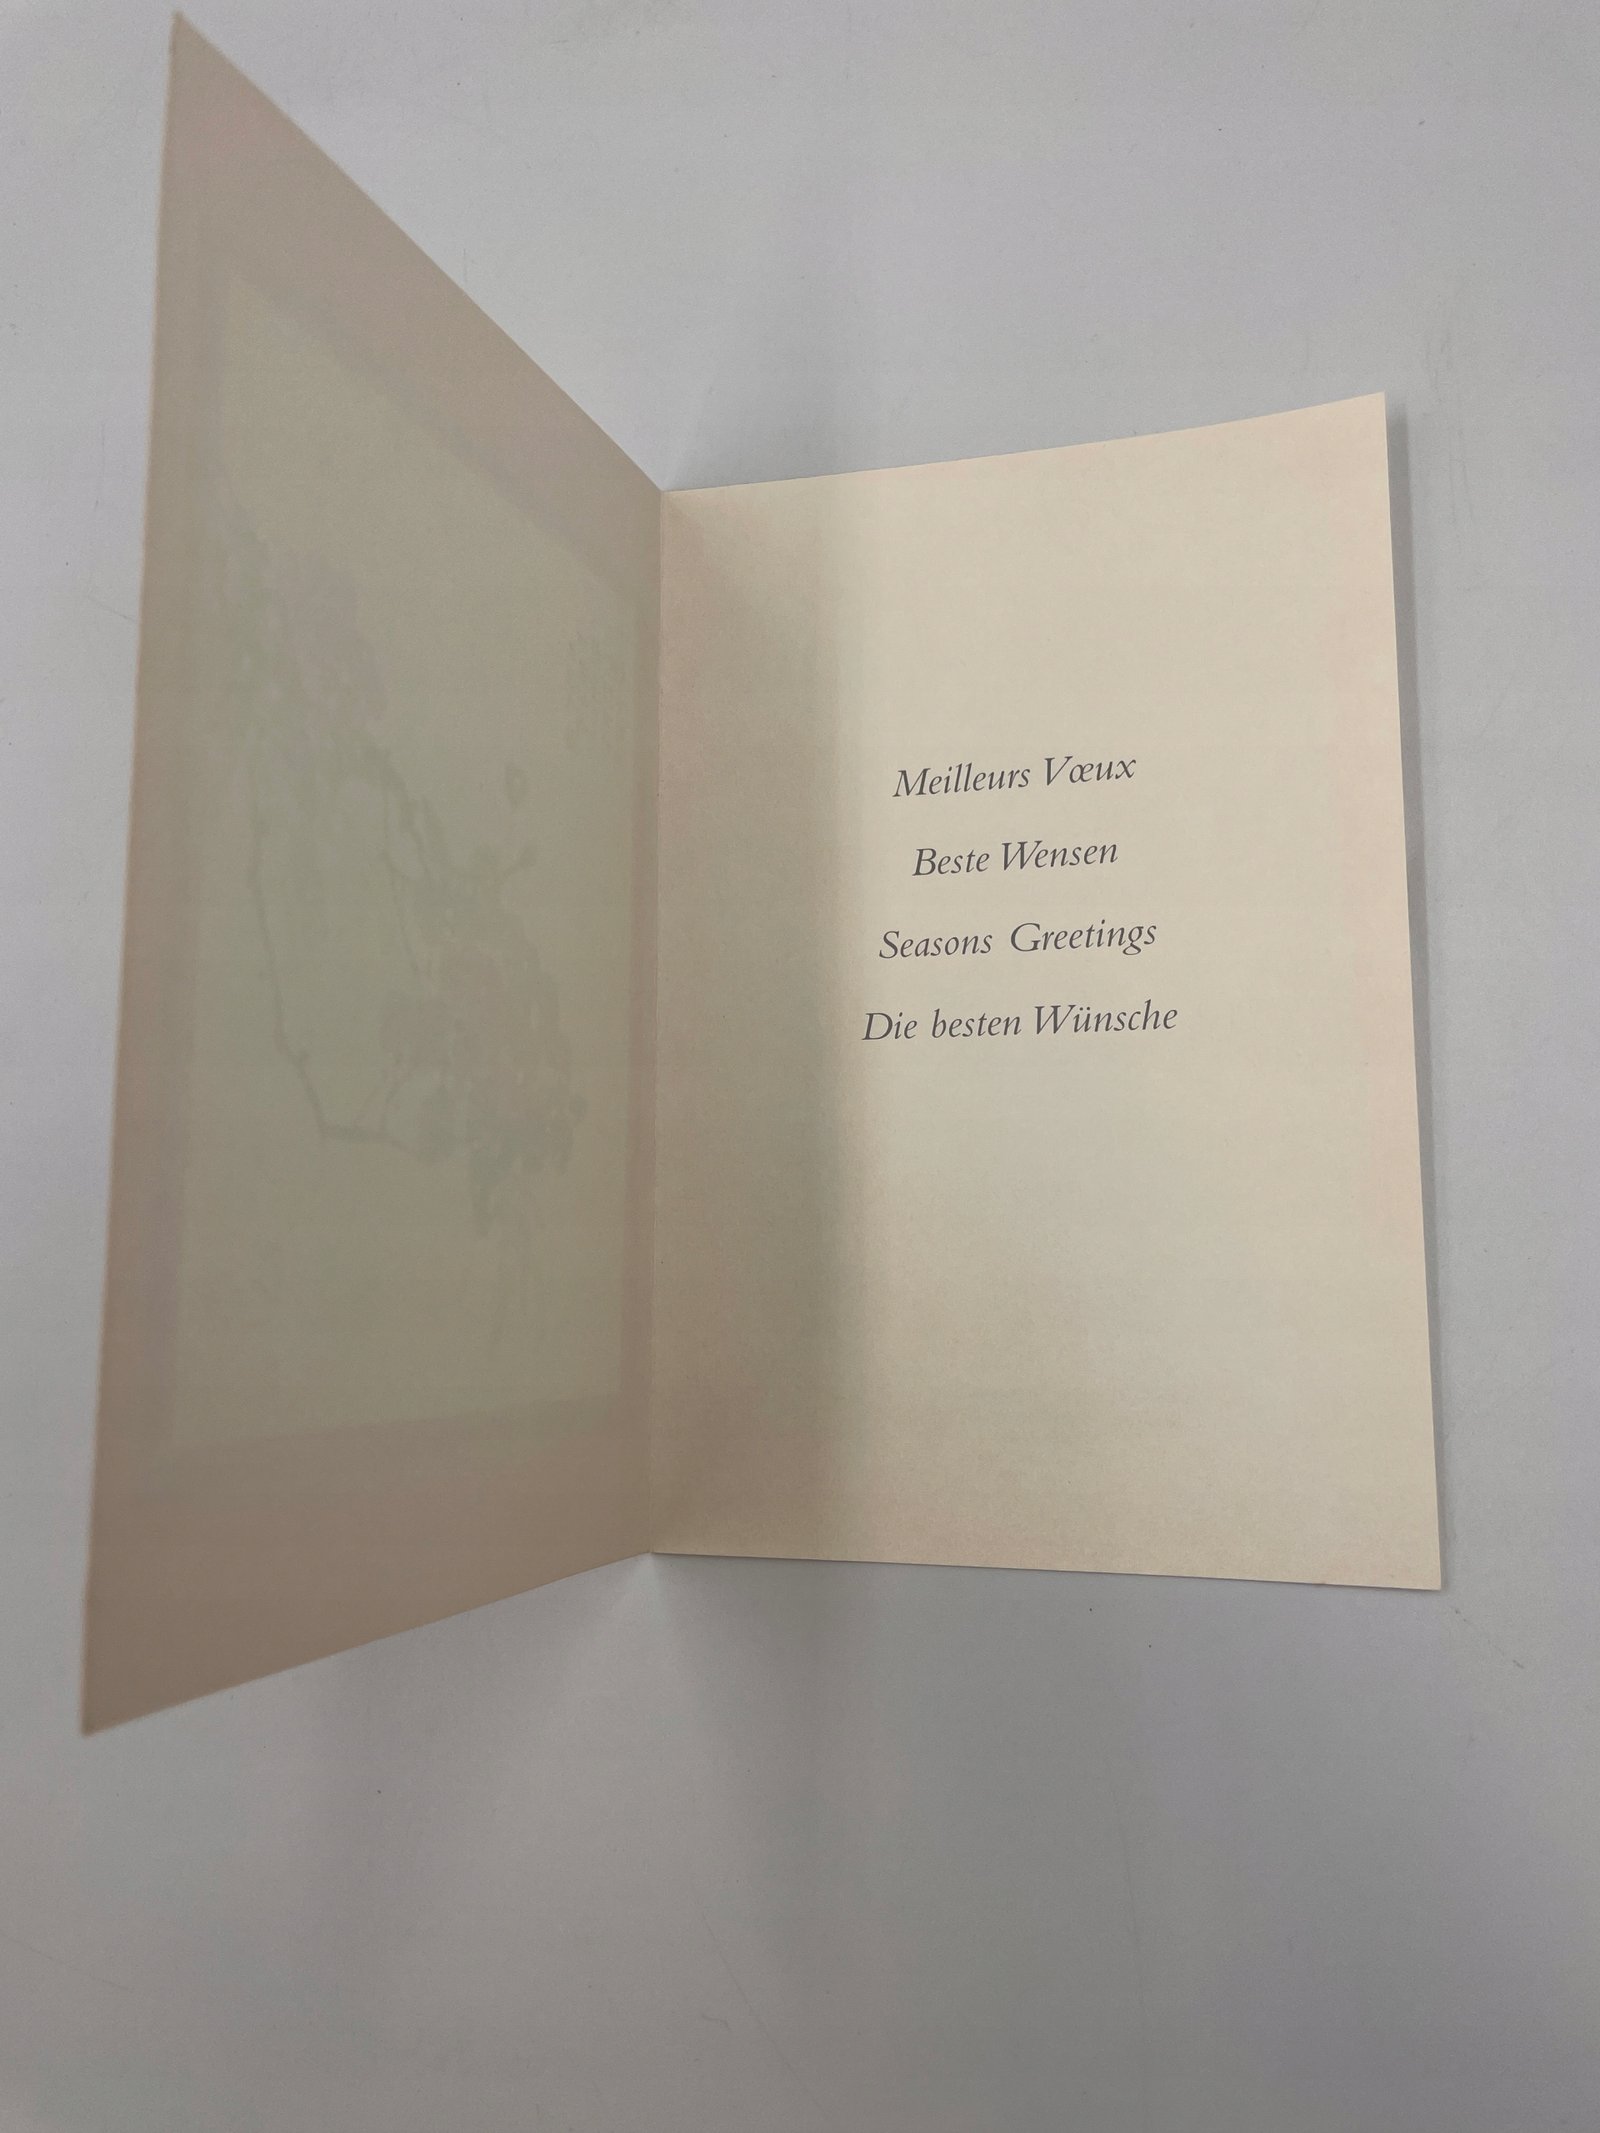 Meilleurs Vœux
Beste Wensen
Seasons Greetings
Die besten Wünsche